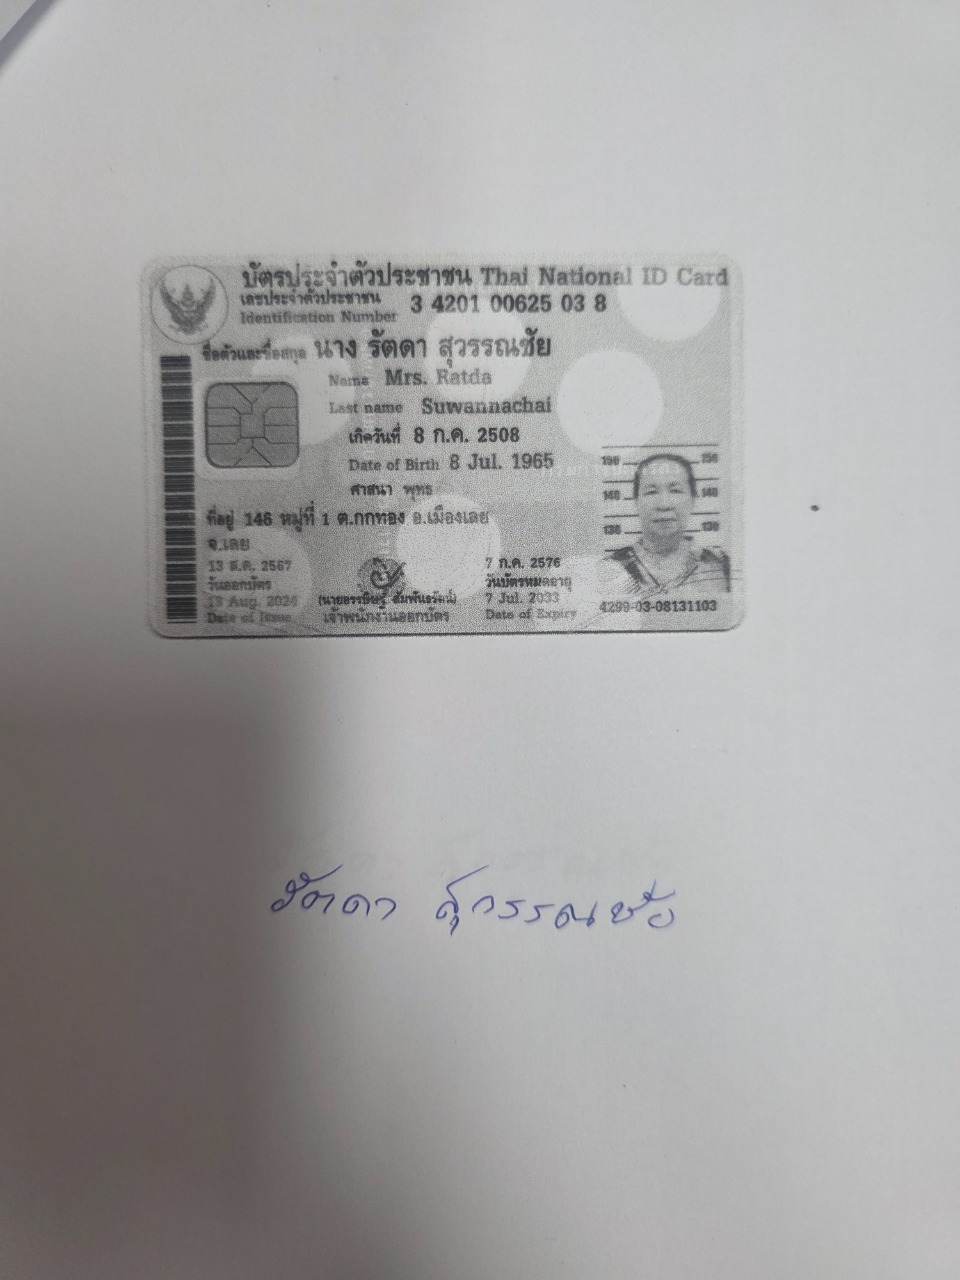 บัตรประจำตัวประชาชน Thai National ID Card
เลขประจำตัวประชาชน
Identification Number 3 4201 00625 03 8
ชื่อตัวและชื่อสกุล นาง รัตดา สุวรรณชัย
Name Mrs. Ratda
Last name Suwannachai
เกิดวันที่ 8 ก.ค. 2508
Date of Birth 8 Jul. 1965
ศาสนา พุทธ
ที่อยู่ 146 หมู่ที่ 1 ต.กกทอง อ.เมืองเลย
จ.เลย
13 ส.ค. 2567
วันออกบัตร
13 Aug. 2024
Date of Issue
เจ้าพนักงานออกบัตร
7 ก.ค. 2576
วันบัตรหมดอายุ
7 Jul. 2033
Date of Expiry
150 150
140 140
130 130
4299-03-08131103
รัตดา สุวรรณชัย